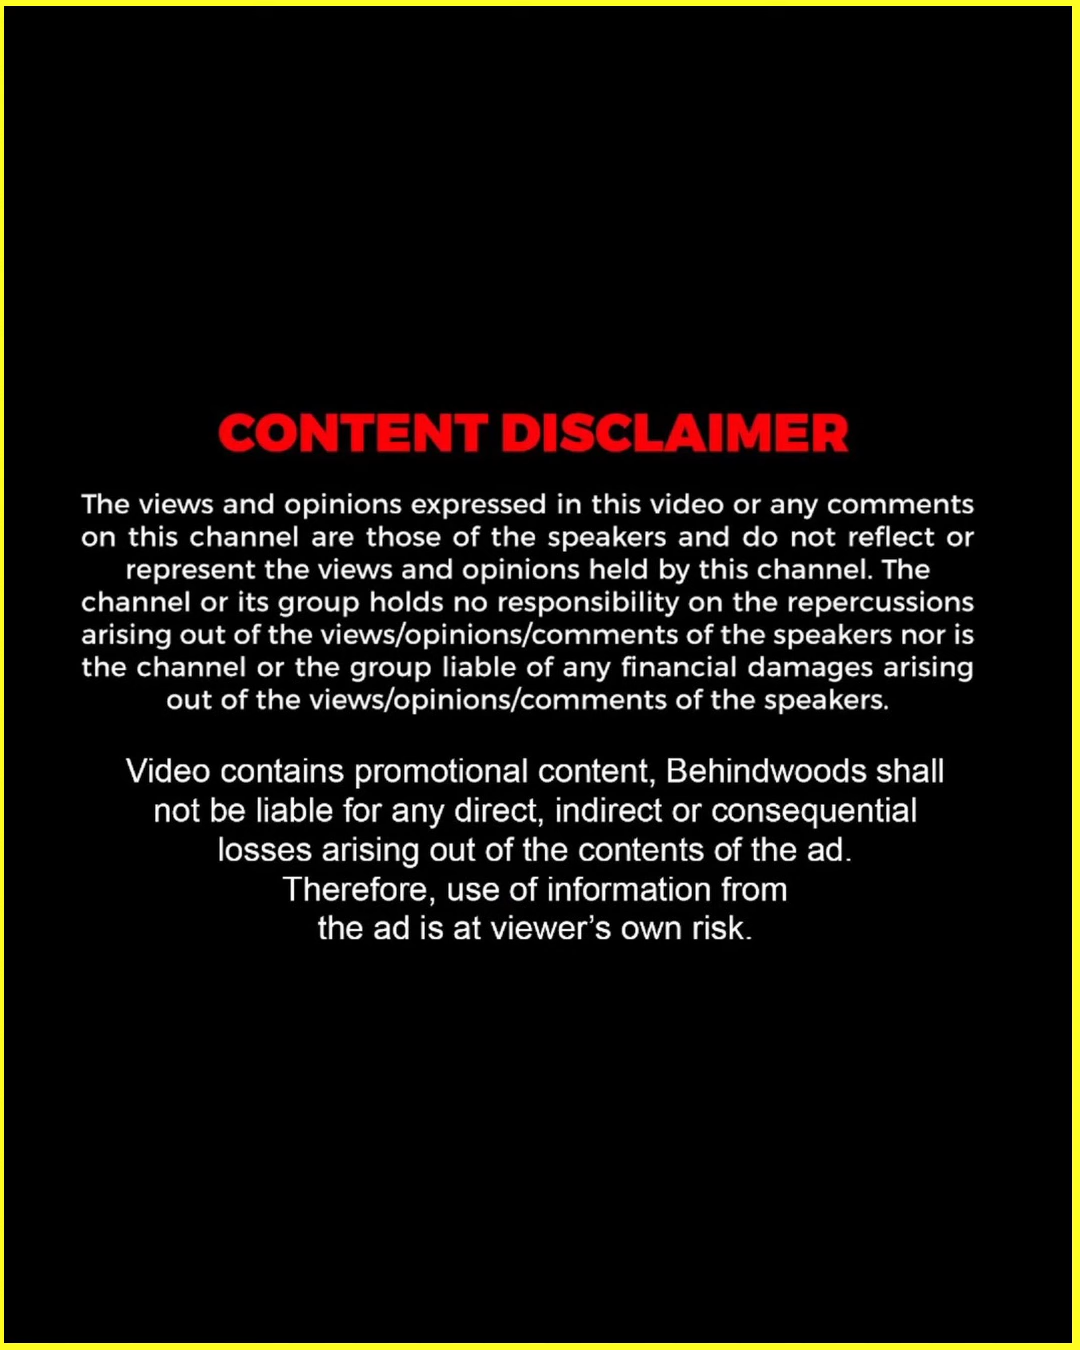 CONTENT DISCLAIMER
The views and opinions expressed in this video or any comments
on this channel are those of the speakers and do not reflect or
represent the views and opinions held by this channel. The
channel or its group holds no responsibility on the repercussions
arising out of the views/opinions/comments of the speakers nor is
the channel or the group liable of any financial damages arising
out of the views/opinions/comments of the speakers.
Video contains promotional content, Behindwoods shall
not be liable for any direct, indirect or consequential
losses arising out of the contents of the ad.
Therefore, use of information from
the ad is at viewer’s own risk.